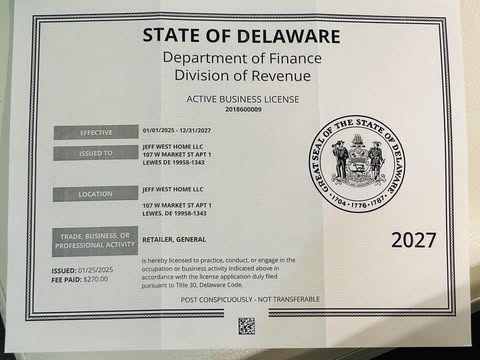 STATE OF DELAWARE
Department of Finance
Division of Revenue
ACTIVE BUSINESS LICENSE
2018600009
EFFECTIVE
01/01/2025 - 12/31/2027
ISSUED TO
JEFF WEST HOME LLC
107 W MARKET ST APT 1
LEWES DE 19958-1343
LOCATION
JEFF WEST HOME LLC
107 W MARKET ST APT 1
LEWES, DE 19958-1343
TRADE, BUSINESS, OR
PROFESSIONAL ACTIVITY
RETAILER, GENERAL
GREAT SEAL OF THE STATE OF DELAWARE
1704 · 1776 · 1787
2027
ISSUED: 01/25/2025
FEE PAID: $270.00
Is hereby licensed to practice, conduct, or engage in the
occupation or business activity indicated above in
accordance with the license application duly filed
pursuant to Title 30, Delaware Code.
POST CONSPICUOUSLY - NOT TRANSFERABLE